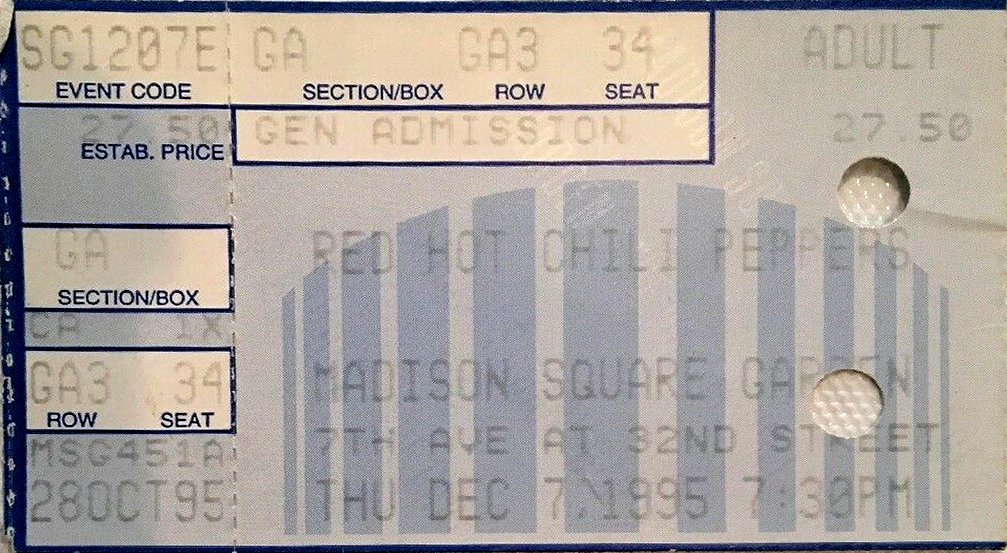 SG1207E GA GA3 34 ADULT
EVENT CODE SECTION/BOX ROW SEAT
27.50 GEN ADMISSION 27.50
ESTAB. PRICE
GA RED HOT CHILI PEPPERS
SECTION/BOX
CA 1X
GA3 34 MADISON SQUARE GARDEN
ROW SEAT
MSG451A 7TH AVE AT 32ND STREET
28OCT95 THU DEC 7,1995 7:30PM